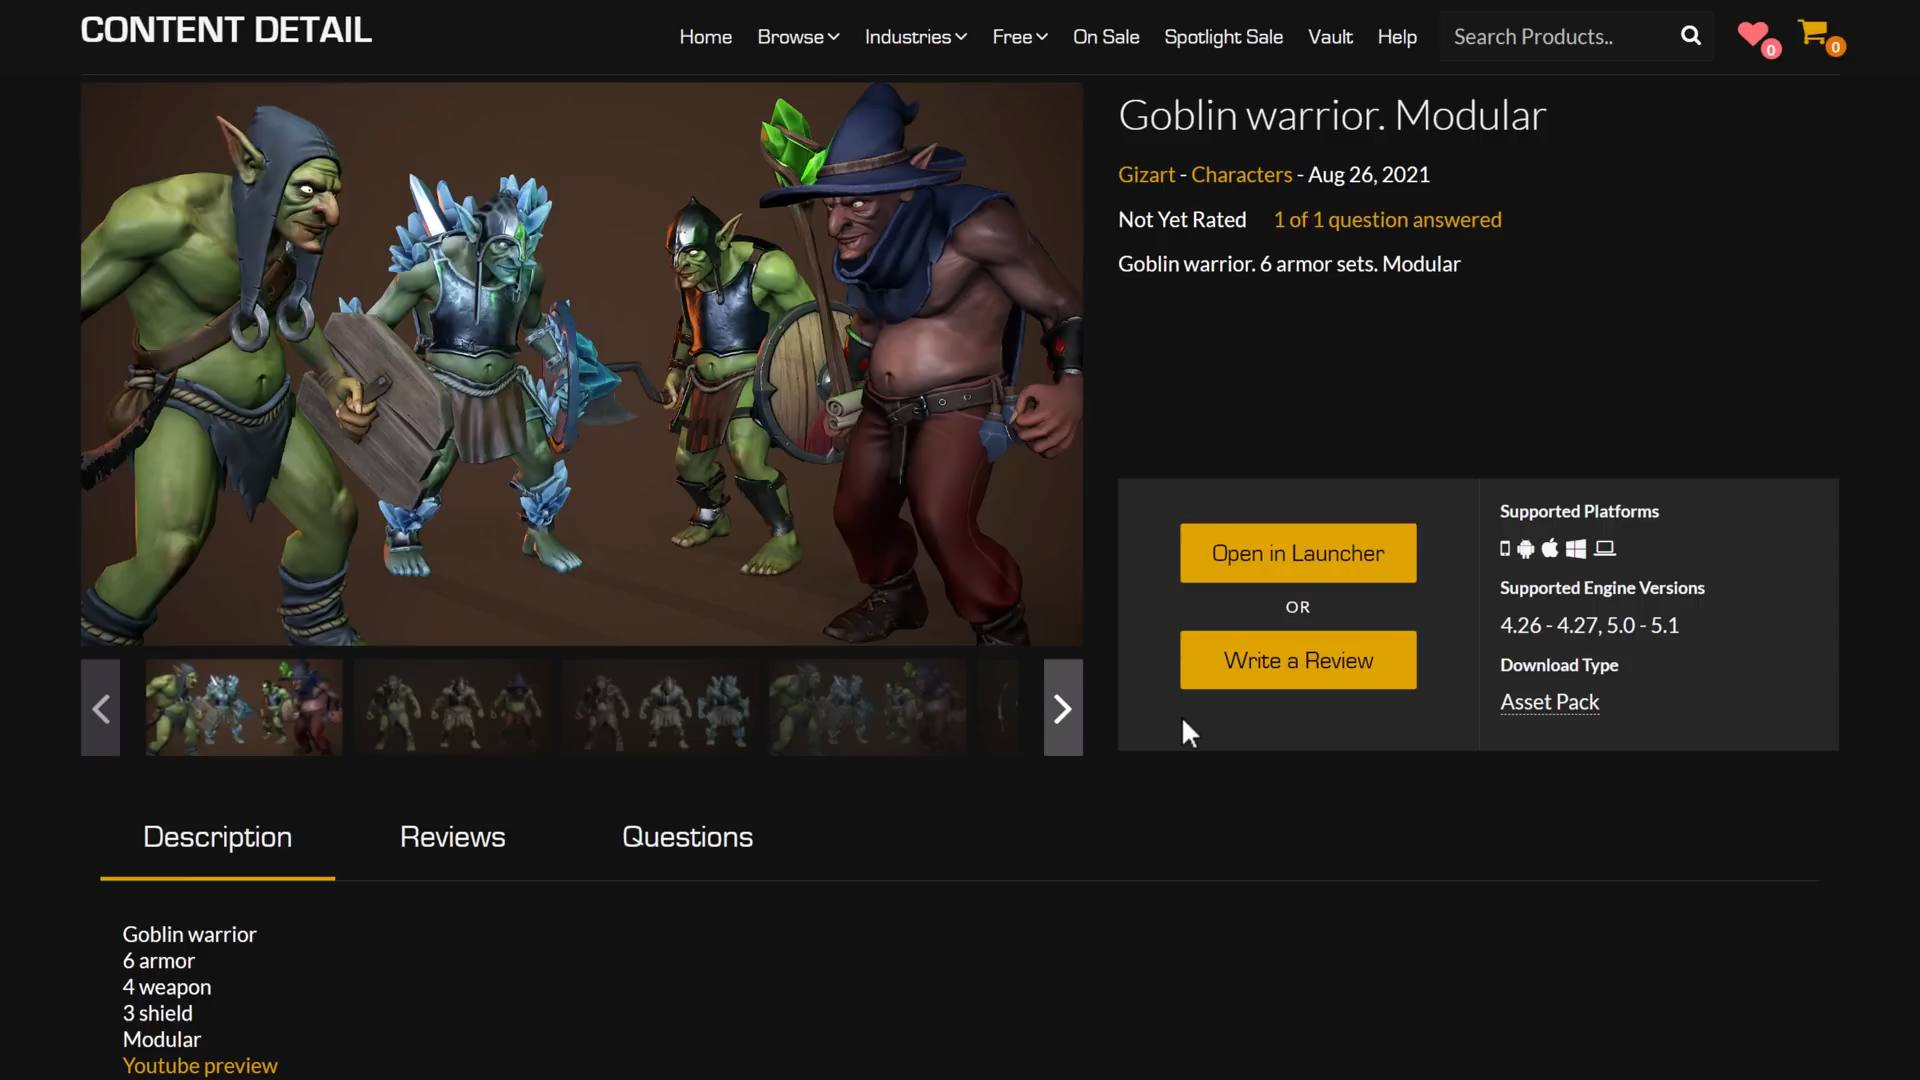 CONTENT DETAIL
Home Browse Industries Free On Sale Spotlight Sale Vault Help Search Products.. 0 0
Goblin warrior. Modular
Gizart - Characters - Aug 26, 2021
Not Yet Rated 1 of 1 question answered
Goblin warrior. 6 armor sets. Modular
Open in Launcher
OR
Write a Review
Supported Platforms
Supported Engine Versions
4.26 - 4.27, 5.0 - 5.1
Download Type
Asset Pack
Description Reviews Questions
Goblin warrior
6 armor
4 weapon
3 shield
Modular
Youtube preview